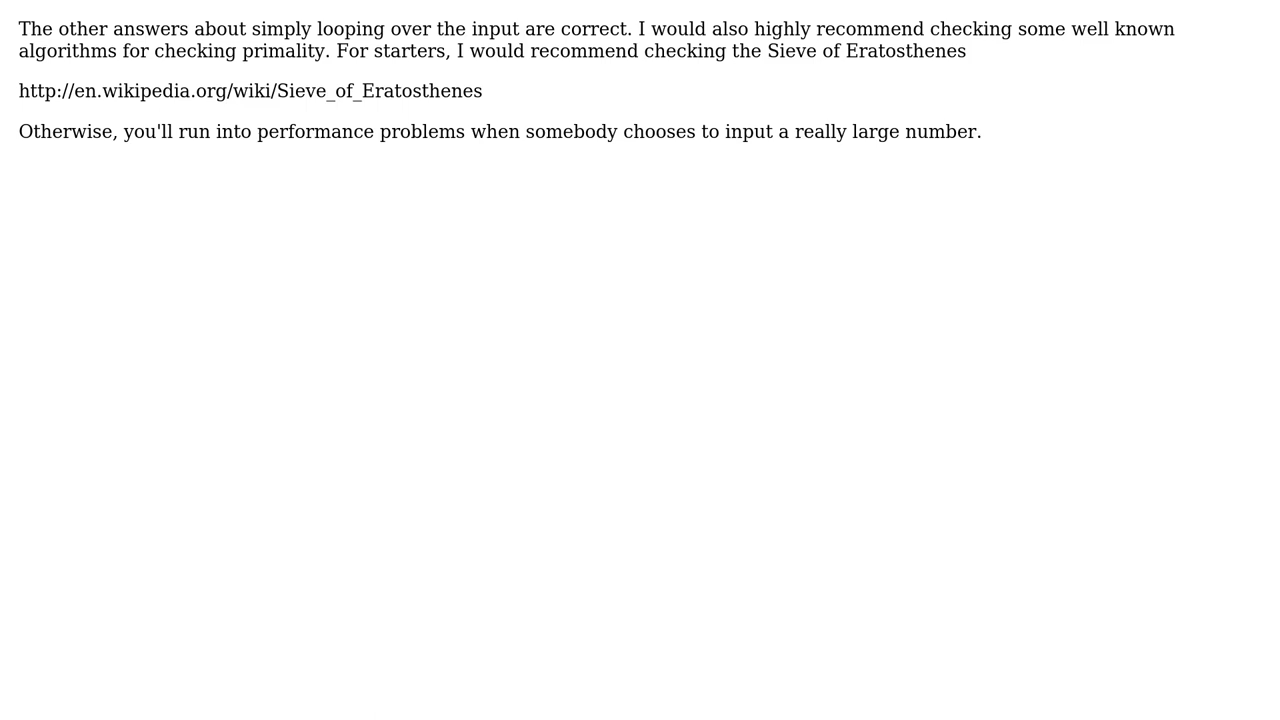 The other answers about simply looping over the input are correct. I would also highly recommend checking some well known
algorithms for checking primality. For starters, I would recommend checking the Sieve of Eratosthenes
http://en.wikipedia.org/wiki/Sieve_of_Eratosthenes
Otherwise, you'll run into performance problems when somebody chooses to input a really large number.